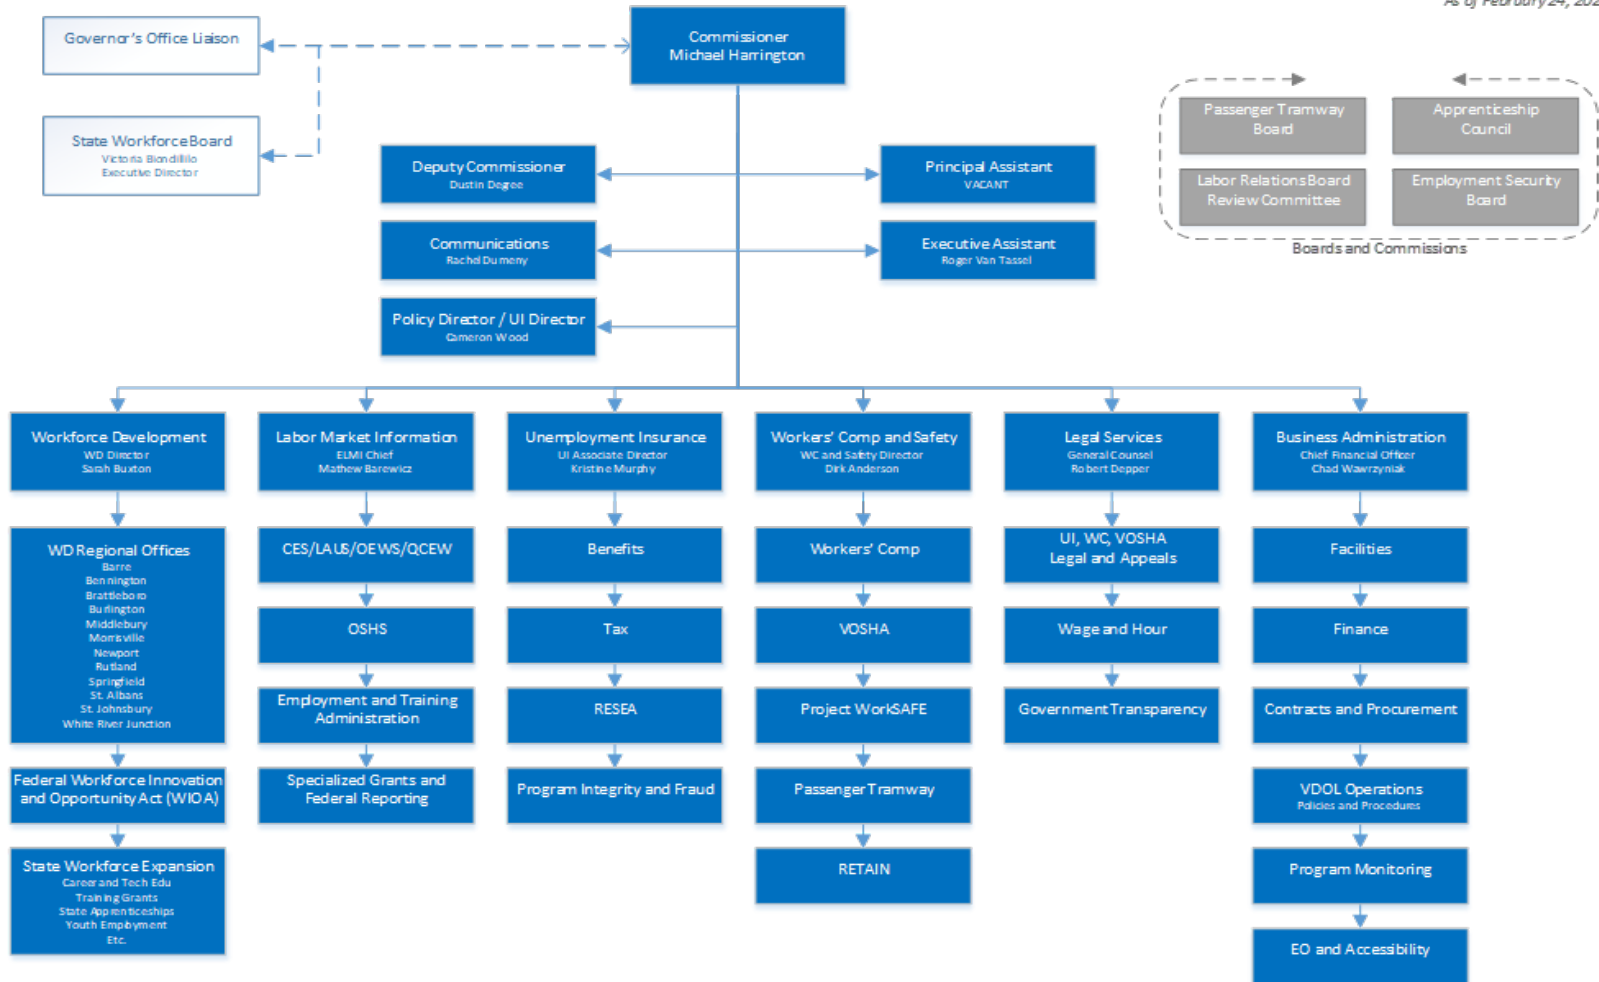 As of February 24, 202
Governor's Office Liaison
Commissioner
Michael Harrington
State Workforce Board
Victoria Biondillilo
Executive Director
Passenger Tramway
Board
Apprenticeship
Council
Labor Relations Board
Review Committee
Employment Security
Board
Boards and Commissions
Deputy Commissioner
Dustin Degree
Principal Assistant
VACANT
Communications
Rachel Dumeny
Executive Assistant
Roger Van Tassel
Policy Director / UI Director
Cameron Wood
Workforce Development
WD Director
Sarah Buxton
Labor Market Information
ELMI Chief
Mathew Barewicz
Unemployment Insurance
UI Associate Director
Kristine Murphy
Workers' Comp and Safety
WC and Safety Director
Dirk Anderson
Legal Services
General Counsel
Robert Depper
Business Administration
Chief Financial Officer
Chad Wawrzyniak
WD Regional Offices
Barre
Bennington
Brattleboro
Burlington
Middlebury
Morrisville
Newport
Rutland
Springfield
St. Albans
St. Johnsbury
White River Junction
Federal Workforce Innovation
and Opportunity Act (WIOA)
State Workforce Expansion
Career and Tech Edu
Training Grants
State Apprenticeships
Youth Employment
Etc.
CES/LAUS/OEWS/QCEW
OSHS
Employment and Training
Administration
Specialized Grants and
Federal Reporting
Benefits
Tax
RESEA
Program Integrity and Fraud
Workers' Comp
VOSHA
Project WorkSAFE
Passenger Tramway
RETAIN
UI, WC, VOSHA
Legal and Appeals
Wage and Hour
Government Transparency
Facilities
Finance
Contracts and Procurement
VDOL Operations
Policies and Procedures
Program Monitoring
EO and Accessibility